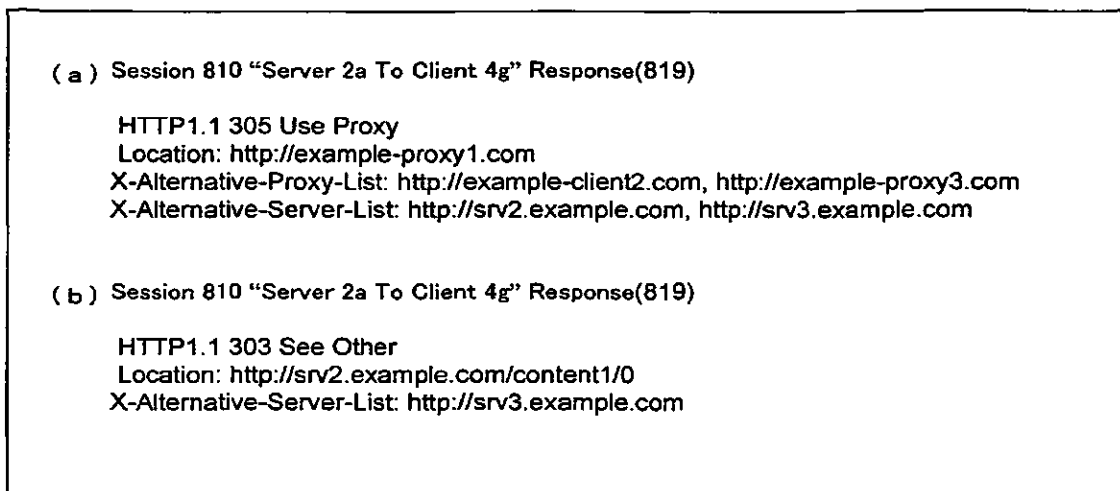 (a) Session 810 “Server 2a To Client 4g” Response(819)
HTTP1.1 305 Use Proxy
Location: http://example-proxy1.com
X-Alternative-Proxy-List: http://example-client2.com, http://example-proxy3.com
X-Alternative-Server-List: http://srv2.example.com, http://srv3.example.com
(b) Session 810 “Server 2a To Client 4g” Response(819)
HTTP1.1 303 See Other
Location: http://srv2.example.com/content1/0
X-Alternative-Server-List: http://srv3.example.com